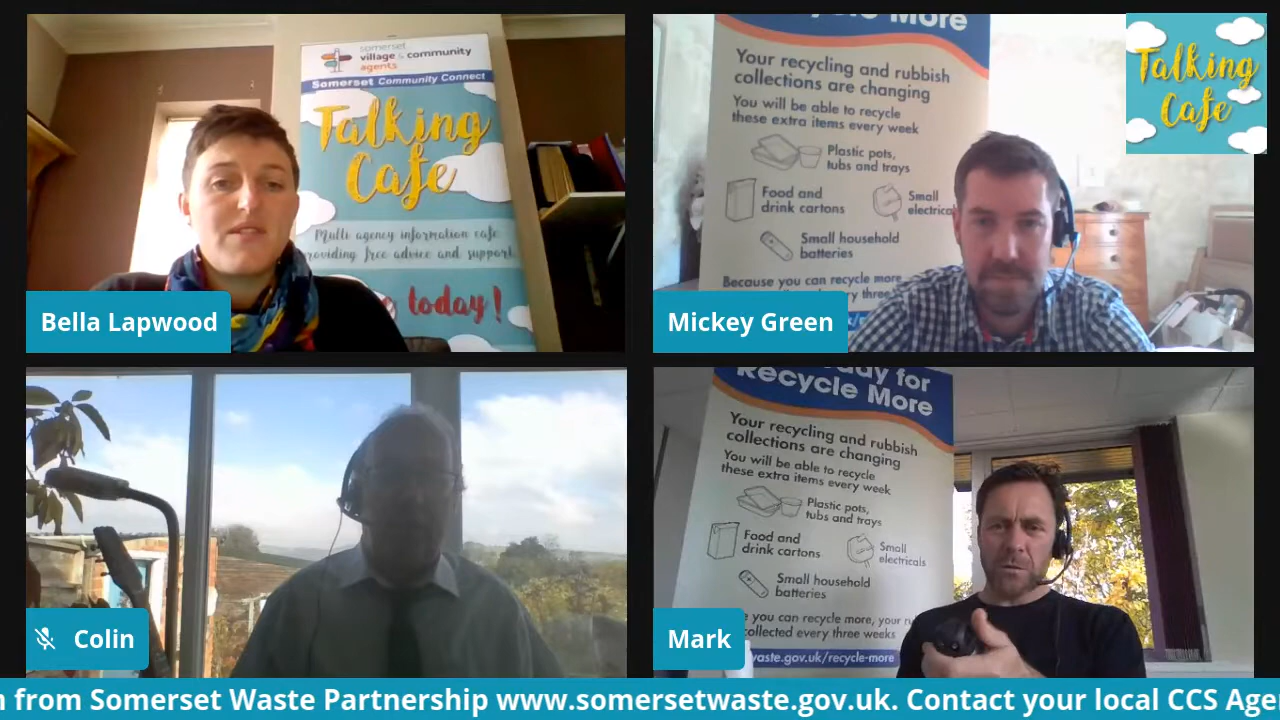 somerset
village & community
agents
Somerset Community Connect
Talking
Cafe
Multi agency information cafe
providing free advice and support.
today!
Bella Lapwood
More
Your recycling and rubbish
collections are changing
You will be able to recycle
these extra items every week
Plastic pots,
tubs and trays
Food and
drink cartons
Small
Small household
batteries
Because you can recycle more
three
Mickey Green
Talking
Cafe
Colin
for
Recycle More
Your recycling and rubbish
collections are changing
You will be able to recycle
these extra items every week
Plastic pots,
tubs and trays
Food and
drink cartons
Small
electricals
Small household
batteries
you can recycle more, your
collected every three weeks
waste.gov.uk/recycle-more
Mark
from Somerset Waste Partnership www.somersetwaste.gov.uk. Contact your local CCS Age